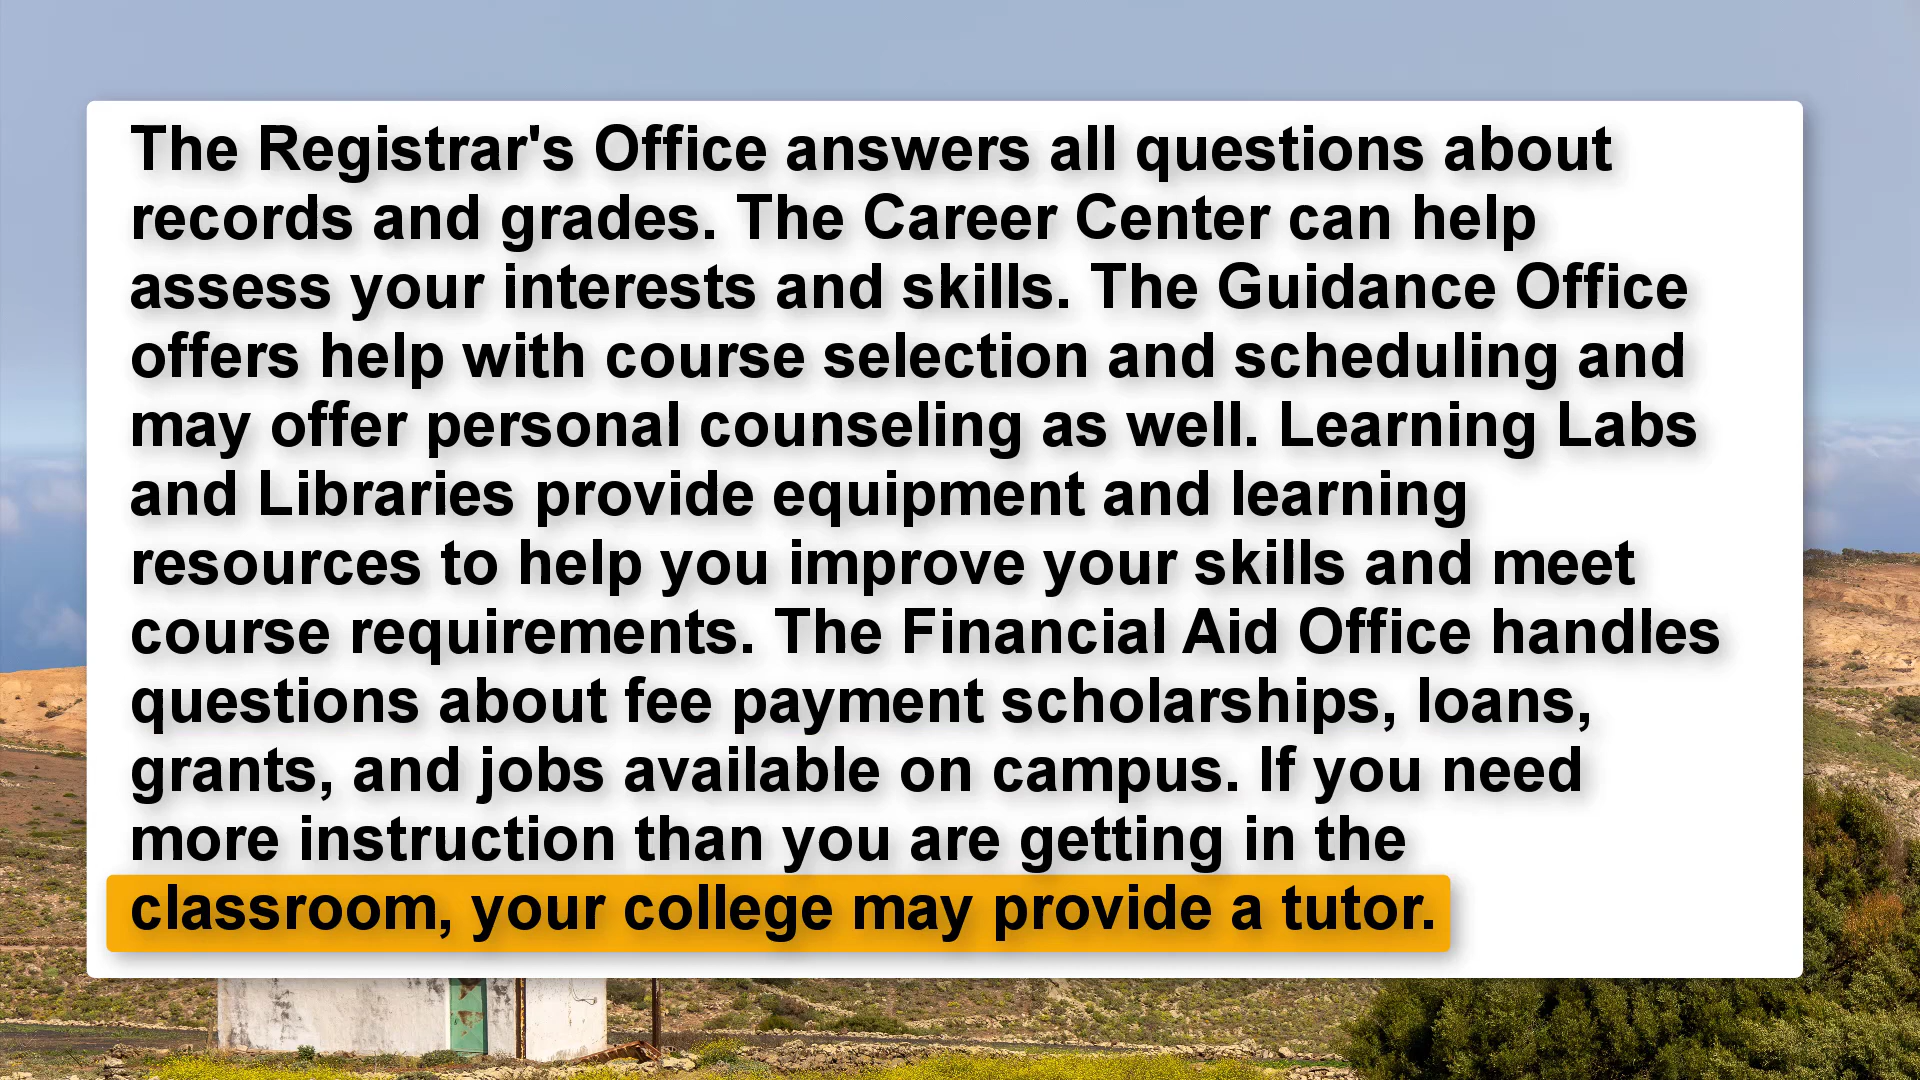 The Registrar's Office answers all questions about
records and grades. The Career Center can help
assess your interests and skills. The Guidance Office
offers help with course selection and scheduling and
may offer personal counseling as well. Learning Labs
and Libraries provide equipment and learning
resources to help you improve your skills and meet
course requirements. The Financial Aid Office handles
questions about fee payment scholarships, loans,
grants, and jobs available on campus. If you need
more instruction than you are getting in the
classroom, your college may provide a tutor.